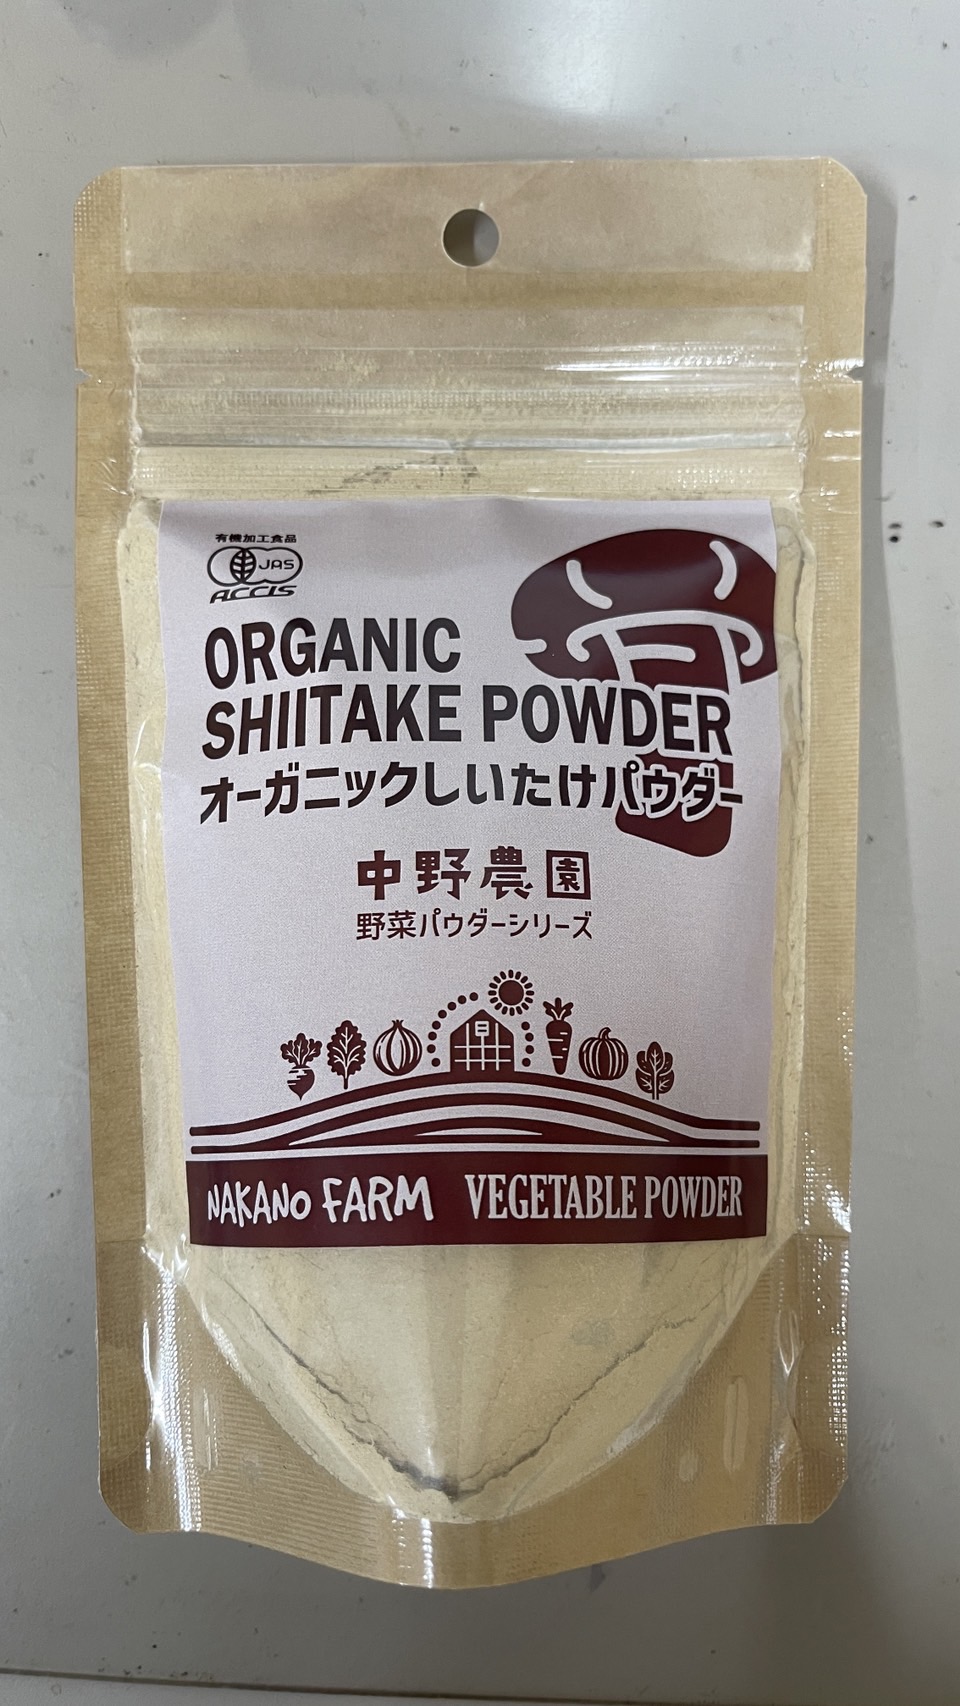 有機加工食品
JAS
ACCIS
ORGANIC
SHIITAKE POWDER
オーガニックしいたけパウダー
中野農園
野菜パウダーシリーズ
NAKANO FARM VEGETABLE POWDER